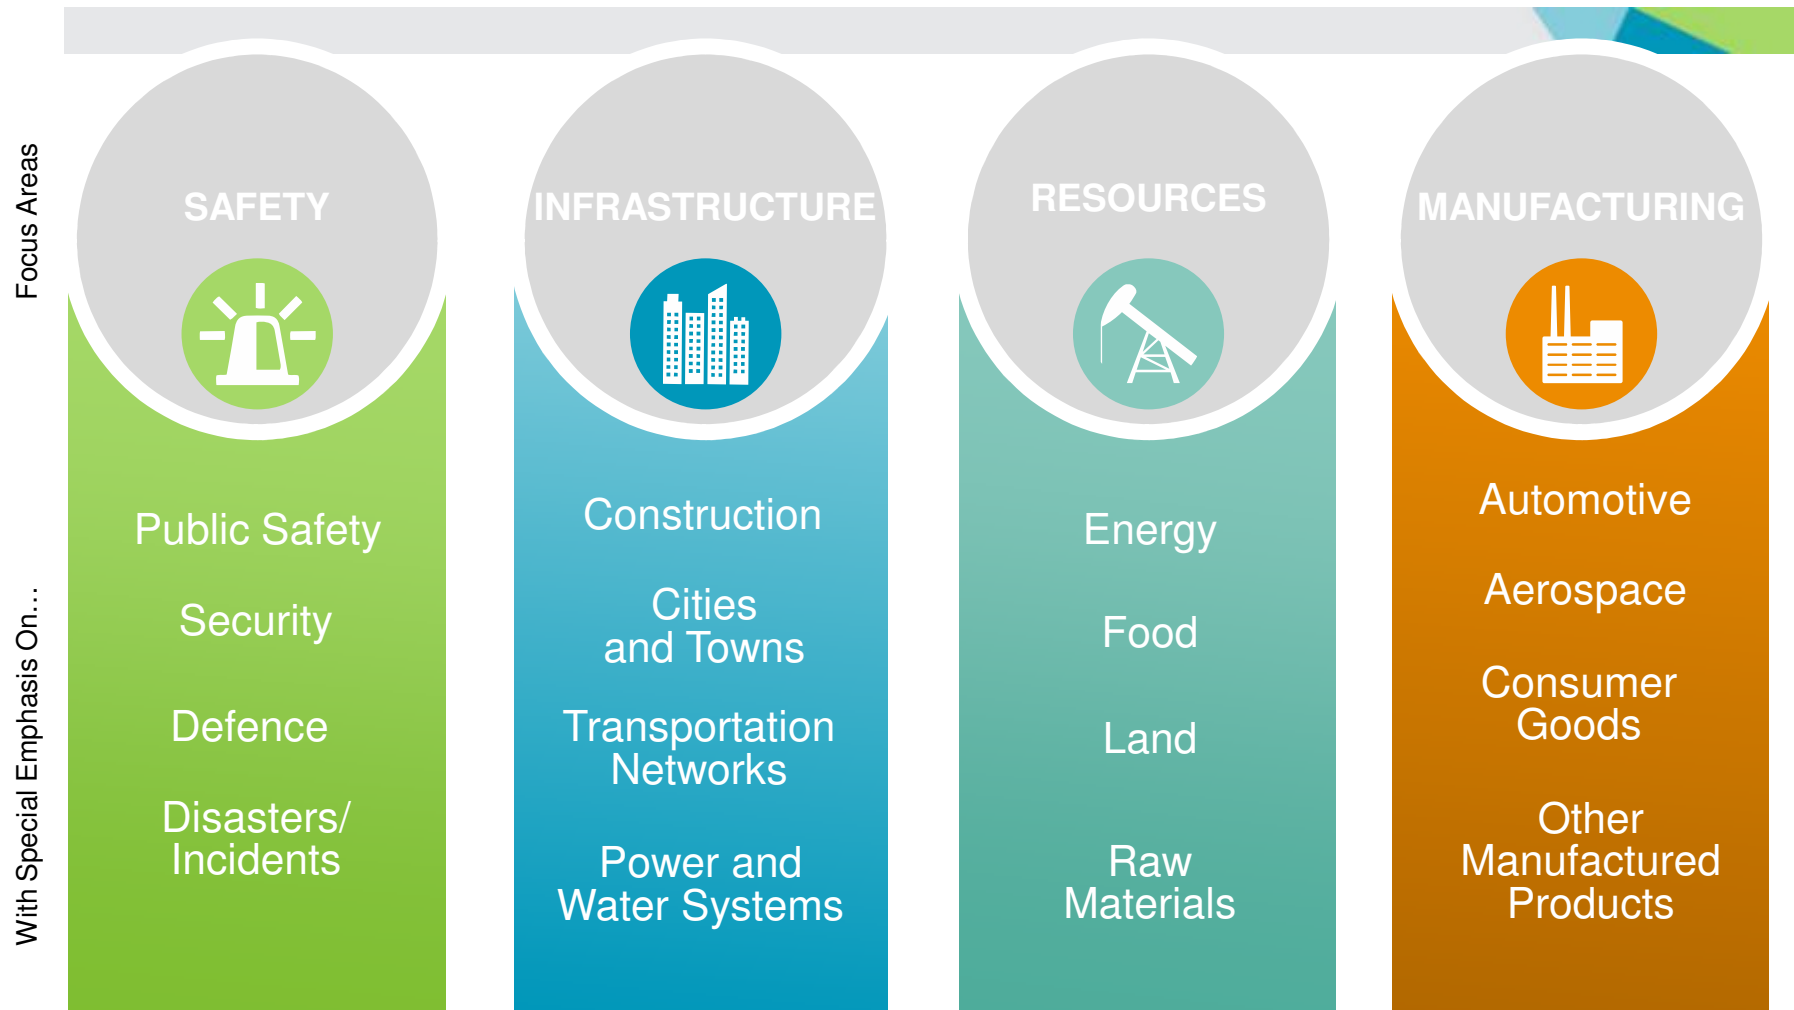 Focus Areas
SAFETY
INFRASTRUCTURE
RESOURCES
MANUFACTURING
With Special Emphasis On…
Public Safety
Security
Defence
Disasters/
Incidents
Construction
Cities
and Towns
Transportation
Networks
Power and
Water Systems
Energy
Food
Land
Raw
Materials
Automotive
Aerospace
Consumer
Goods
Other
Manufactured
Products